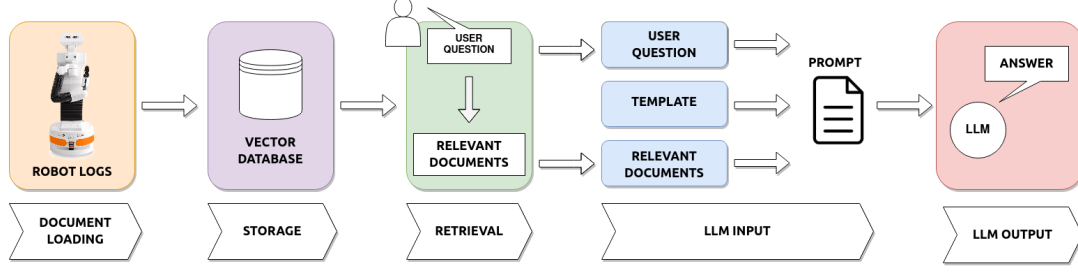 ROBOT LOGS
VECTOR
DATABASE
USER
QUESTION
RELEVANT
DOCUMENTS
USER
QUESTION
TEMPLATE
RELEVANT
DOCUMENTS
PROMPT
ANSWER
LLM
DOCUMENT
LOADING
STORAGE
RETRIEVAL
LLM INPUT
LLM OUTPUT